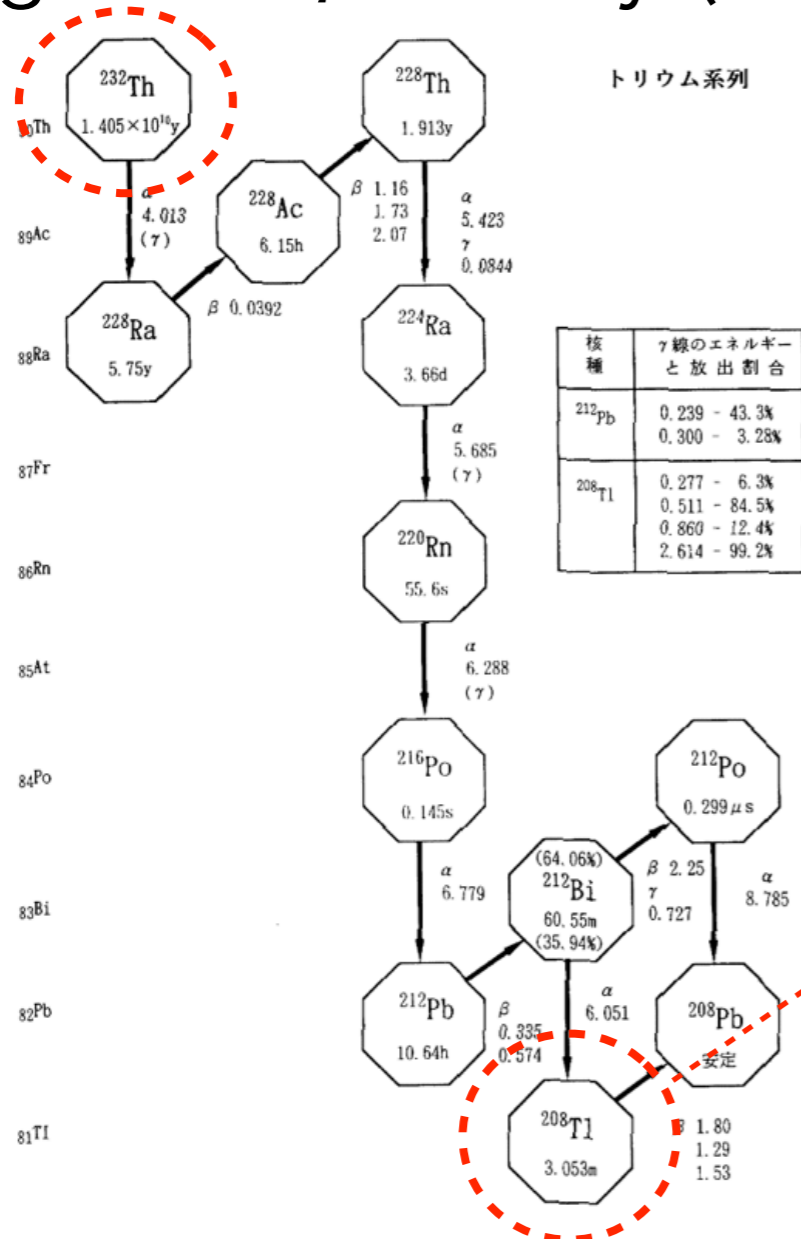 トリウム系列
²³²Th
1.405×10¹⁰y
²²⁸Th
1.913y
₉₀Th
α
4.013
(γ)
²²⁸Ac
6.15h
β 1.16
1.73
2.07
α
5.423
γ
0.0844
₈₉Ac
²²⁸Ra
5.75y
β 0.0392
²²⁴Ra
3.66d
₈₈Ra
核種
γ線のエネルギーと放出割合
²¹²Pb
0.239 - 43.3%
0.300 - 3.28%
²⁰⁸Tl
0.277 - 6.3%
0.511 - 84.5%
0.860 - 12.4%
2.614 - 99.2%
α
5.685
(γ)
₈₇Fr
²²⁰Rn
55.6s
₈₆Rn
α
6.288
(γ)
₈₅At
²¹⁶Po
0.145s
²¹²Po
0.299μs
₈₄Po
α
6.779
(64.06%)
²¹²Bi
60.55m
(35.94%)
β 2.25
γ
0.727
α
8.785
₈₃Bi
²¹²Pb
10.64h
β
0.335
0.574
α
6.051
²⁰⁸Pb
安定
₈₂Pb
²⁰⁸Tl
3.053m
β 1.80
1.29
1.53
₈₁Tl